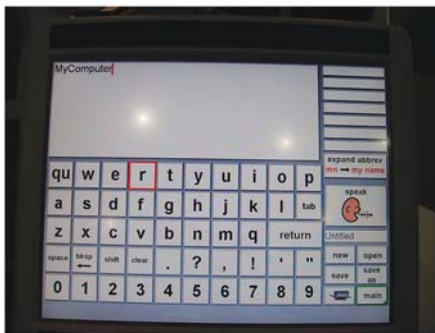 MyComputer
expand abbrev
mn → my name
qu w e r t y u i o p
speak
a s d f g h j k l tab
z x c v b n m q return
Untitled
space bksp shift clear . ? , ! ' "
new open
save save as
0 1 2 3 4 5 6 7 8 9
main